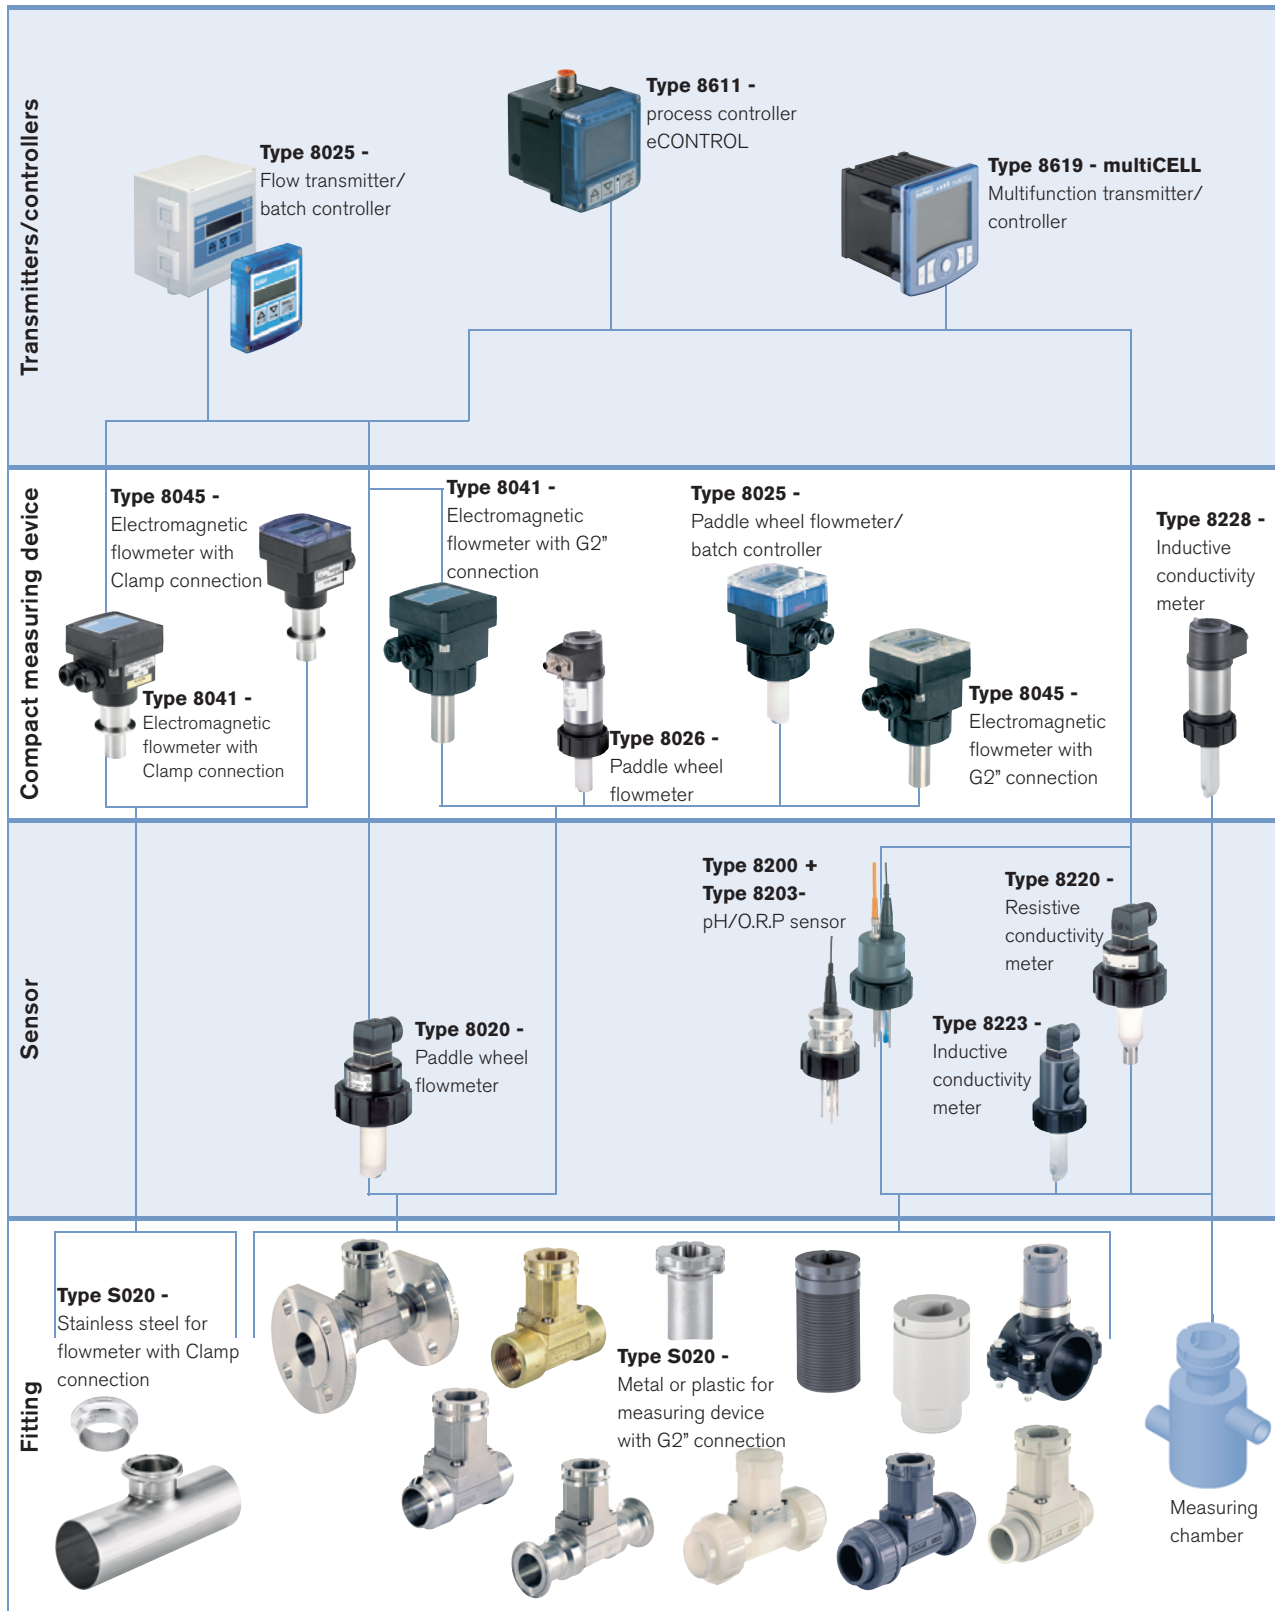 Transmitters/controllers
Type 8025 -
Flow transmitter/
batch controller
Type 8611 -
process controller
eCONTROL
Type 8619 - multiCELL
Multifunction transmitter/
controller
Compact measuring device
Type 8045 -
Electromagnetic
flowmeter with
Clamp connection
Type 8041 -
Electromagnetic
flowmeter with
Clamp connection
Type 8041 -
Electromagnetic
flowmeter with G2”
connection
Type 8026 -
Paddle wheel
flowmeter
Type 8025 -
Paddle wheel flowmeter/
batch controller
Type 8045 -
Electromagnetic
flowmeter with
G2” connection
Type 8228 -
Inductive
conductivity
meter
Sensor
Type 8020 -
Paddle wheel
flowmeter
Type 8200 +
Type 8203-
pH/O.R.P sensor
Type 8220 -
Resistive
conductivity
meter
Type 8223 -
Inductive
conductivity
meter
Fitting
Type S020 -
Stainless steel for
flowmeter with Clamp
connection
Type S020 -
Metal or plastic for
measuring device
with G2” connection
Measuring
chamber